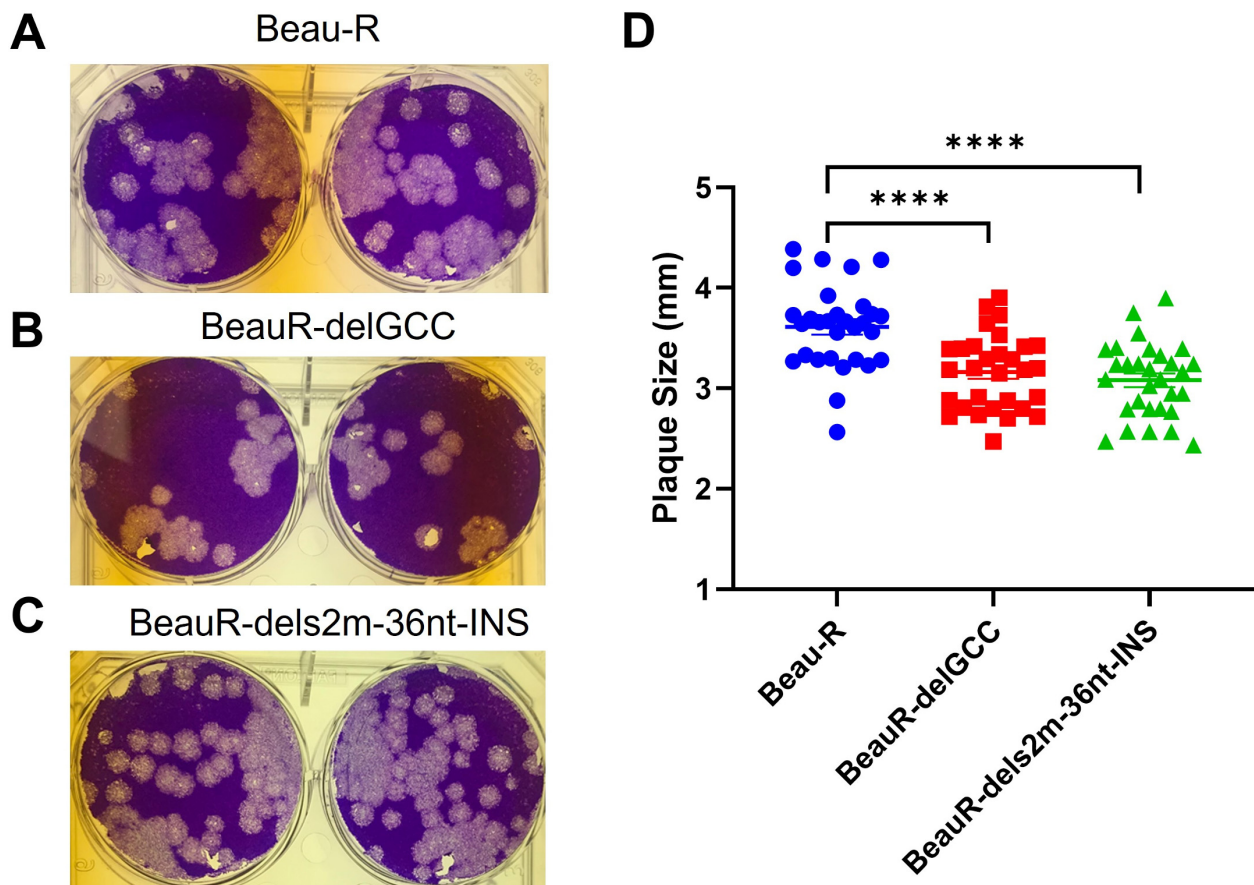 A
Beau-R
B
BeauR-delGCC
C
BeauR-dels2m-36nt-INS
D
****
****
5
4
3
2
1
Plaque Size (mm)
Beau-R
BeauR-delGCC
BeauR-dels2m-36nt-INS